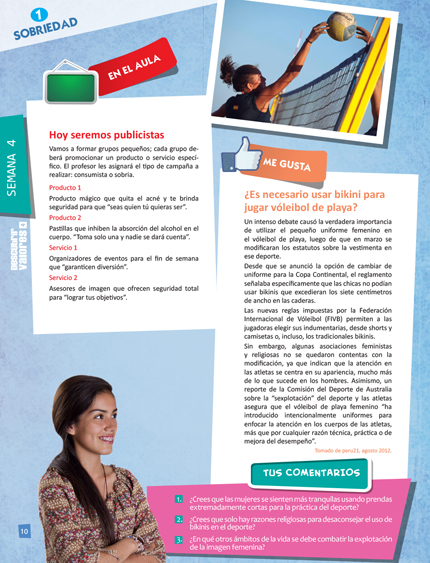 1
SOBRIEDAD
EN EL AULA
SEMANA 4
Hoy seremos publicistas
Vamos a formar grupos pequeños; cada grupo de-
berá promocionar un producto o servicio especí-
fico. El profesor les asignará el tipo de campaña a
realizar: consumista o sobria.
Producto 1
Producto mágico que quita el acné y te brinda
seguridad para que “seas quien tú quieras ser”.
Producto 2
Pastillas que inhiben la absorción del alcohol en el
cuerpo. “Toma solo una y nadie se dará cuenta”.
Servicio 1
Organizadores de eventos para el fin de semana
que “garanticen diversión”.
Servicio 2
Asesores de imagen que ofrecen seguridad total
para “lograr tus objetivos”.
ME GUSTA
¿Es necesario usar bikini para
jugar vóleibol de playa?
Un intenso debate causó la verdadera importancia
de utilizar el pequeño uniforme femenino en
el vóleibol de playa, luego de que en marzo se
modificaran los estatutos sobre la vestimenta en
ese deporte.
Desde que se anunció la opción de cambiar de
uniforme para la Copa Continental, el reglamento
señalaba específicamente que las chicas no podían
usar bikinis que excedieran los siete centímetros
de ancho en las caderas.
Las nuevas reglas impuestas por la Federación
Internacional de Vóleibol (FIVB) permiten a las
jugadoras elegir sus indumentarias, desde shorts y
camisetas o, incluso, los tradicionales bikinis.
Sin embargo, algunas asociaciones feministas
y religiosas no se quedaron contentas con la
modificación, ya que indican que la atención en
las atletas se centra en su apariencia, mucho más
de lo que sucede en los hombres. Asimismo, un
reporte de la Comisión del Deporte de Australia
sobre la “sexplotación” del deporte y las atletas
asegura que el vóleibol de playa femenino “ha
introducido intencionalmente uniformes para
enfocar la atención en los cuerpos de las atletas,
más que por cualquier razón técnica, práctica o de
mejora del desempeño”.
Tomado de peru21, agosto 2012.
TUS COMENTARIOS
1. ¿Crees que las mujeres se sienten más tranquilas usando prendas
extremadamente cortas para la práctica del deporte?
2. ¿Crees que solo hay razones religiosas para desaconsejar el uso de
bikinis en el deporte?
3. ¿En qué otros ámbitos de la vida se debe combatir la explotación
de la imagen femenina?
10